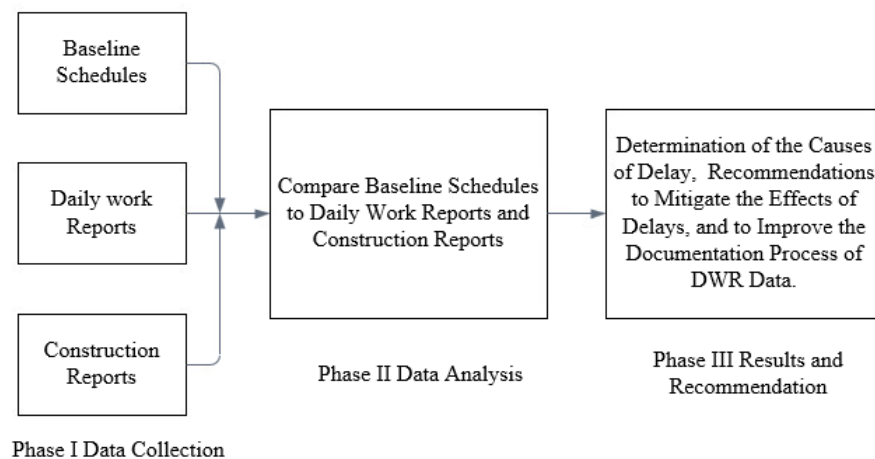 Baseline
Schedules
Daily work
Reports
Construction
Reports
Phase I Data Collection
Compare Baseline Schedules
to Daily Work Reports and
Construction Reports
Phase II Data Analysis
Determination of the Causes
of Delay, Recommendations
to Mitigate the Effects of
Delays, and to Improve the
Documentation Process of
DWR Data.
Phase III Results and
Recommendation